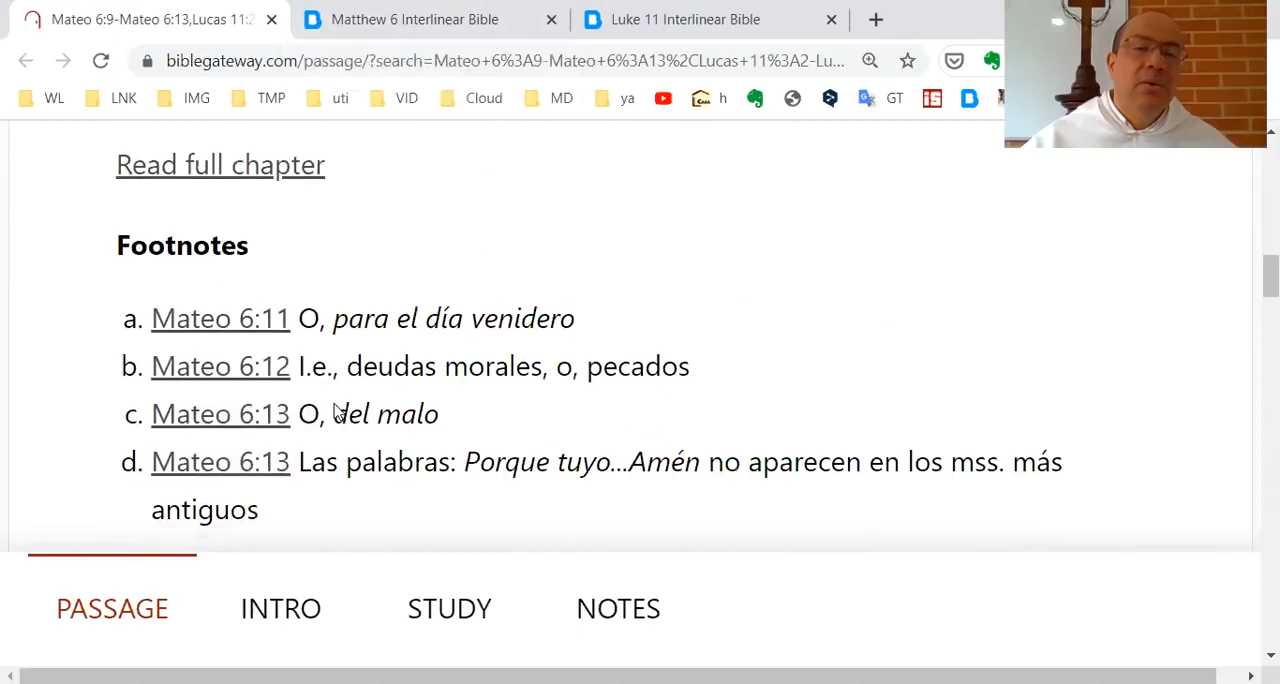 Mateo 6:9-Mateo 6:13,Lucas 11:2
Matthew 6 Interlinear Bible
Luke 11 Interlinear Bible
biblegateway.com/passage/?search=Mateo+6%3A9-Mateo+6%3A13%2CLucas+11%3A2-Lu...
WL LNK IMG TMP uti VID Cloud MD ya h GT
Read full chapter
Footnotes
a. Mateo 6:11 O, para el día venidero
b. Mateo 6:12 I.e., deudas morales, o, pecados
c. Mateo 6:13 O, del malo
d. Mateo 6:13 Las palabras: Porque tuyo...Amén no aparecen en los mss. más
antiguos
PASSAGE INTRO STUDY NOTES